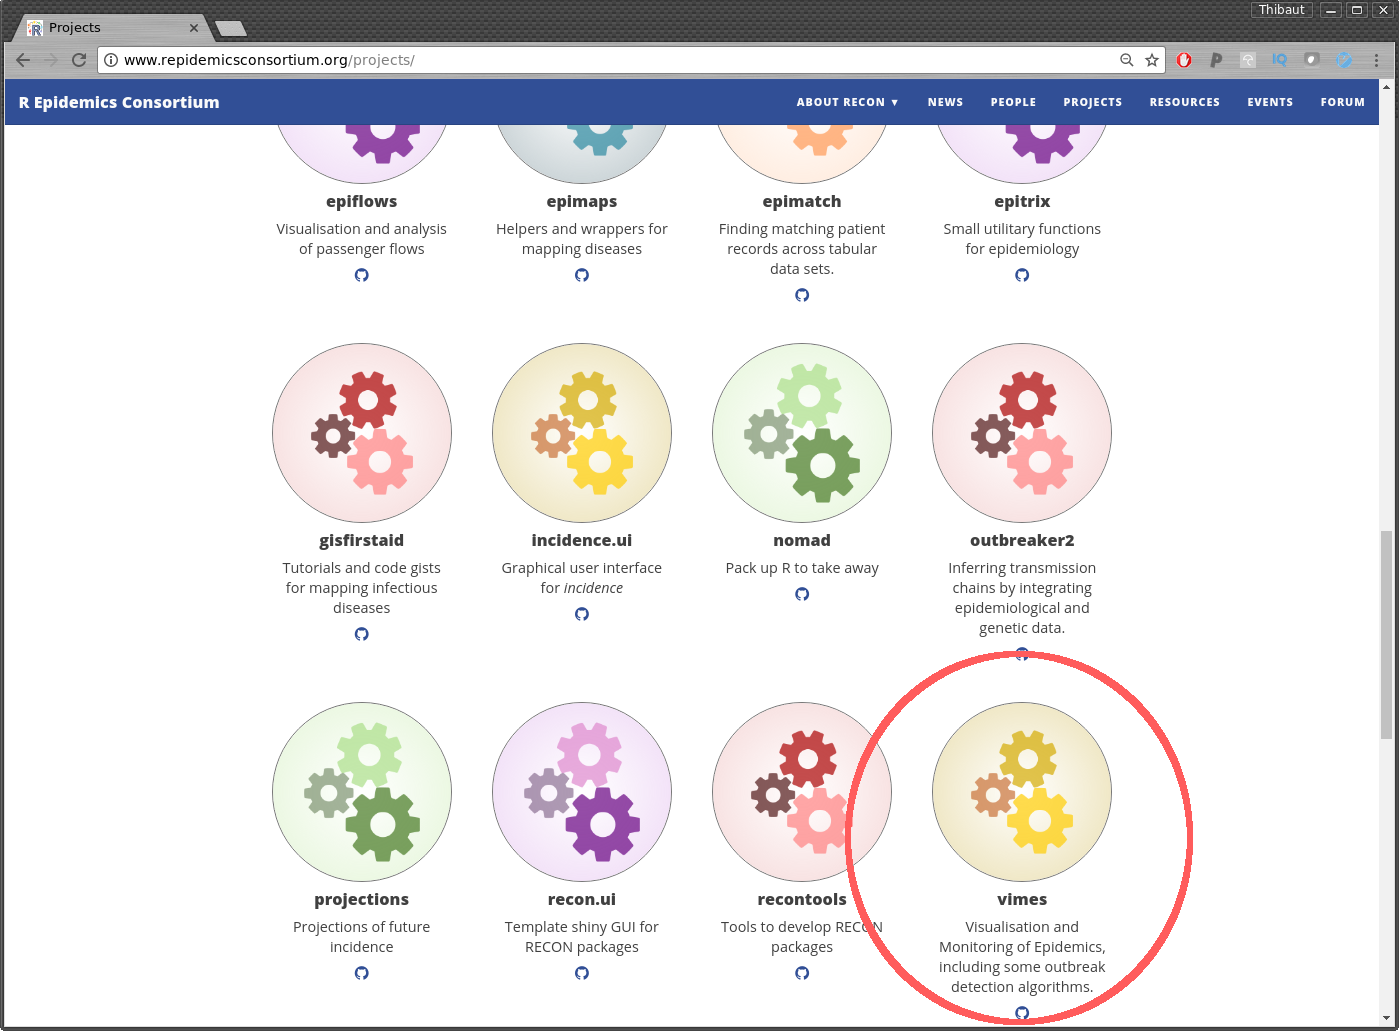 Thibaut
Projects
www.repidemicsconsortium.org/projects/
R Epidemics Consortium
ABOUT RECON ▼ NEWS PEOPLE PROJECTS RESOURCES EVENTS FORUM
epiflows
Visualisation and analysis
of passenger flows
epimaps
Helpers and wrappers for
mapping diseases
epimatch
Finding matching patient
records across tabular
data sets.
epitrix
Small utilitary functions
for epidemiology
gisfirstaid
Tutorials and code gists
for mapping infectious
diseases
incidence.ui
Graphical user interface
for incidence
nomad
Pack up R to take away
outbreaker2
Inferring transmission
chains by integrating
epidemiological and
genetic data.
projections
Projections of future
incidence
recon.ui
Template shiny GUI for
RECON packages
recontools
Tools to develop RECON
packages
vimes
Visualisation and
Monitoring of Epidemics,
including some outbreak
detection algorithms.